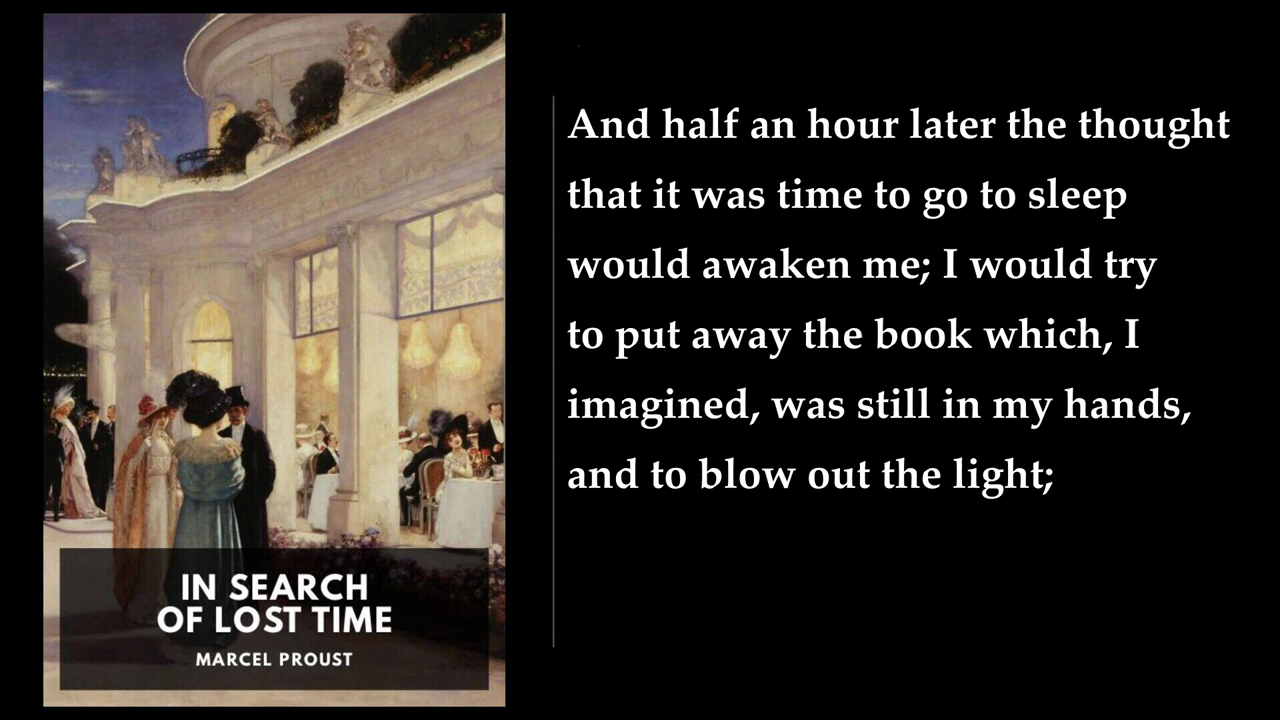 And half an hour later the thought
that it was time to go to sleep
would awaken me; I would try
to put away the book which, I
imagined, was still in my hands,
and to blow out the light;
IN SEARCH
OF LOST TIME
MARCEL PROUST